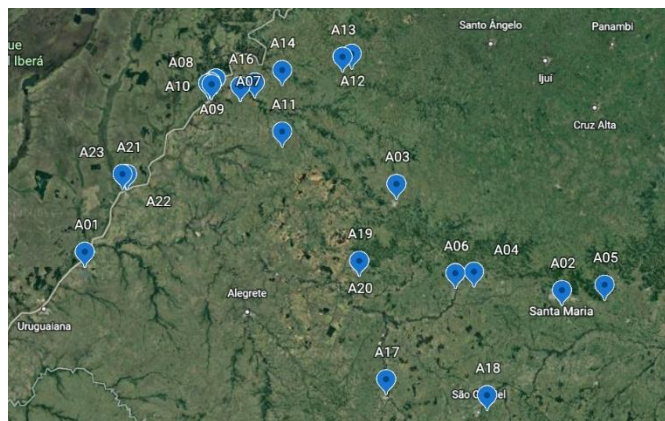 Santo Ângelo
Panambi
que
l Iberá
A13
A14
A08
A16
Ijuí
A10
A07
A12
A09
Cruz Alta
A11
A23
A21
A03
A22
A01
A19
A06
A04
A02
A05
A20
Alegrete
Santa Maria
Uruguaiana
A17
A18